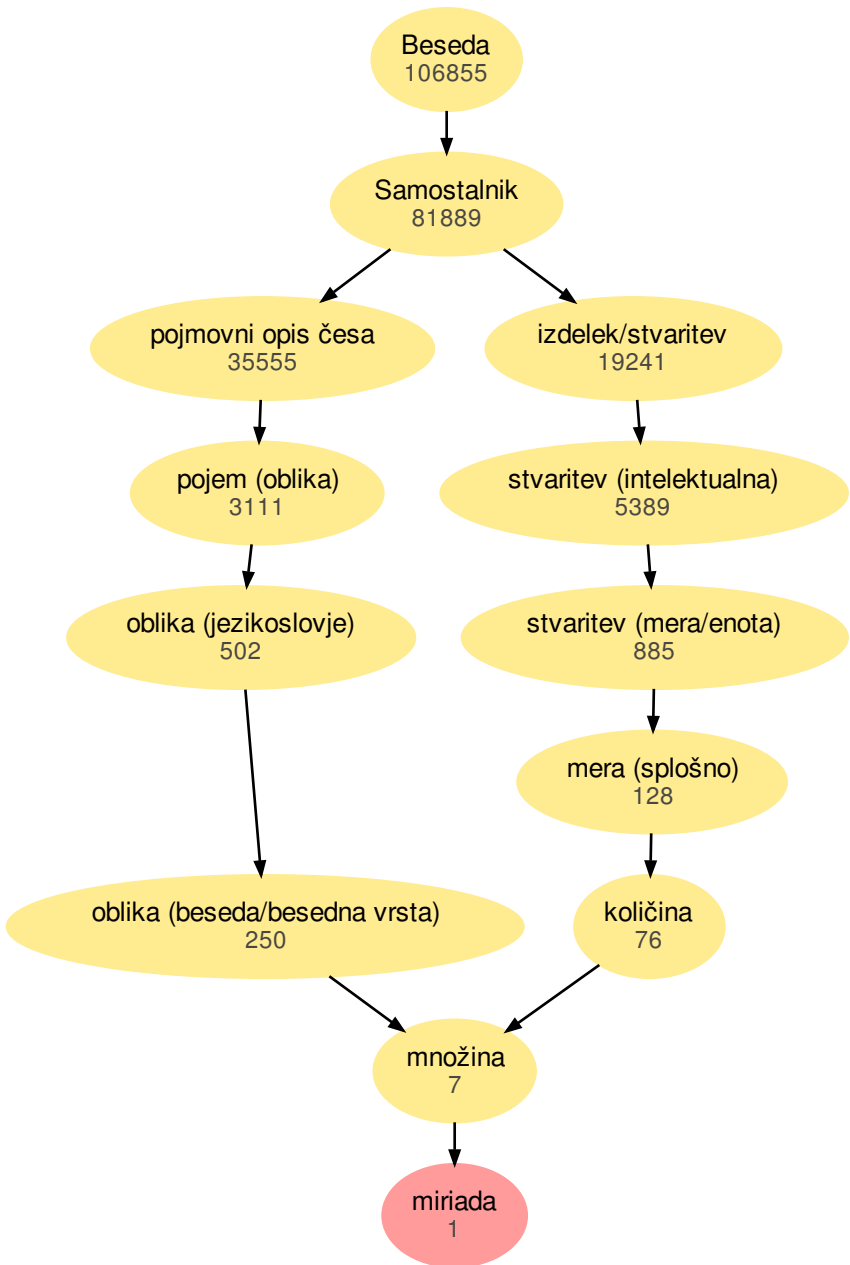 Beseda
106855
Samostalnik
81889
pojmovni opis česa
35555
izdelek/stvaritev
19241
pojem (oblika)
3111
stvaritev (intelektualna)
5389
oblika (jezikoslovje)
502
stvaritev (mera/enota)
885
mera (splošno)
128
oblika (beseda/besedna vrsta)
250
količina
76
množina
7
miriada
1